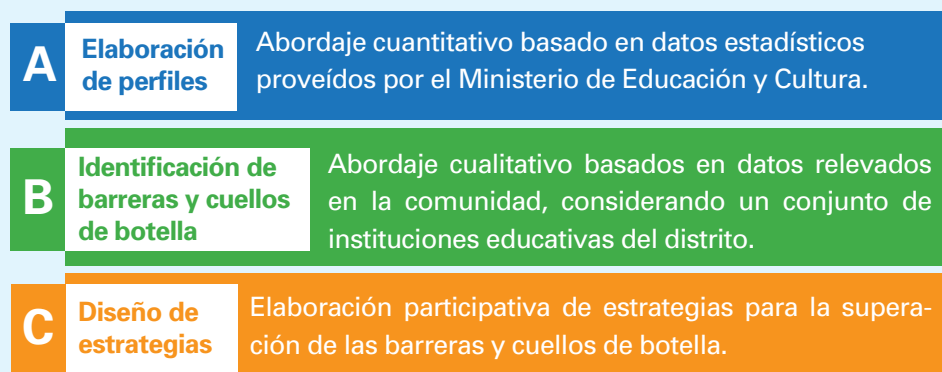 A
Elaboración
de perfiles
Abordaje cuantitativo basado en datos estadísticos
proveídos por el Ministerio de Educación y Cultura.
B
Identificación de
barreras y cuellos
de botella
Abordaje cualitativo basados en datos relevados
en la comunidad, considerando un conjunto de
instituciones educativas del distrito.
C
Diseño de
estrategias
Elaboración participativa de estrategias para la supera-
ción de las barreras y cuellos de botella.